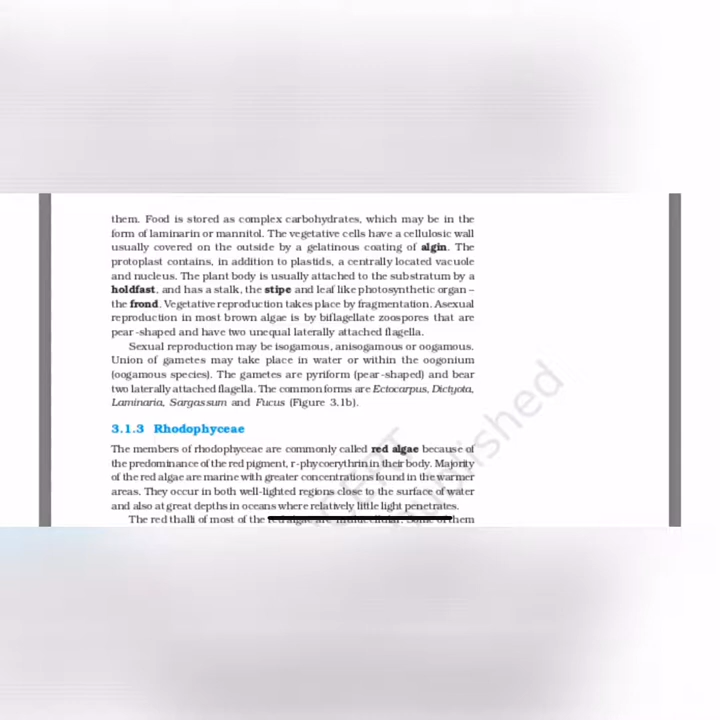 them. Food is stored as complex carbohydrates, which may be in the
form of laminarin or mannitol. The vegetative cells have a cellulosic wall
usually covered on the outside by a gelatinous coating of algin. The
protoplast contains, in addition to plastids, a centrally located vacuole
and nucleus. The plant body is usually attached to the substratum by a
holdfast, and has a stalk, the stipe and leaf like photosynthetic organ –
the frond. Vegetative reproduction takes place by fragmentation. Asexual
reproduction in most brown algae is by biflagellate zoospores that are
pear-shaped and have two unequal laterally attached flagella.
Sexual reproduction may be isogamous, anisogamous or oogamous.
Union of gametes may take place in water or within the oogonium
(oogamous species). The gametes are pyriform (pear-shaped) and bear
two laterally attached flagella. The common forms are Ectocarpus, Dictyota,
Laminaria, Sargassum and Fucus (Figure 3.1b).
3.1.3 Rhodophyceae
The members of rhodophyceae are commonly called red algae because of
the predominance of the red pigment, r-phycoerythrin in their body. Majority
of the red algae are marine with greater concentrations found in the warmer
areas. They occur in both well-lighted regions close to the surface of water
and also at great depths in oceans where relatively little light penetrates.
The red thalli of most of the red algae are multicellular. Some of them